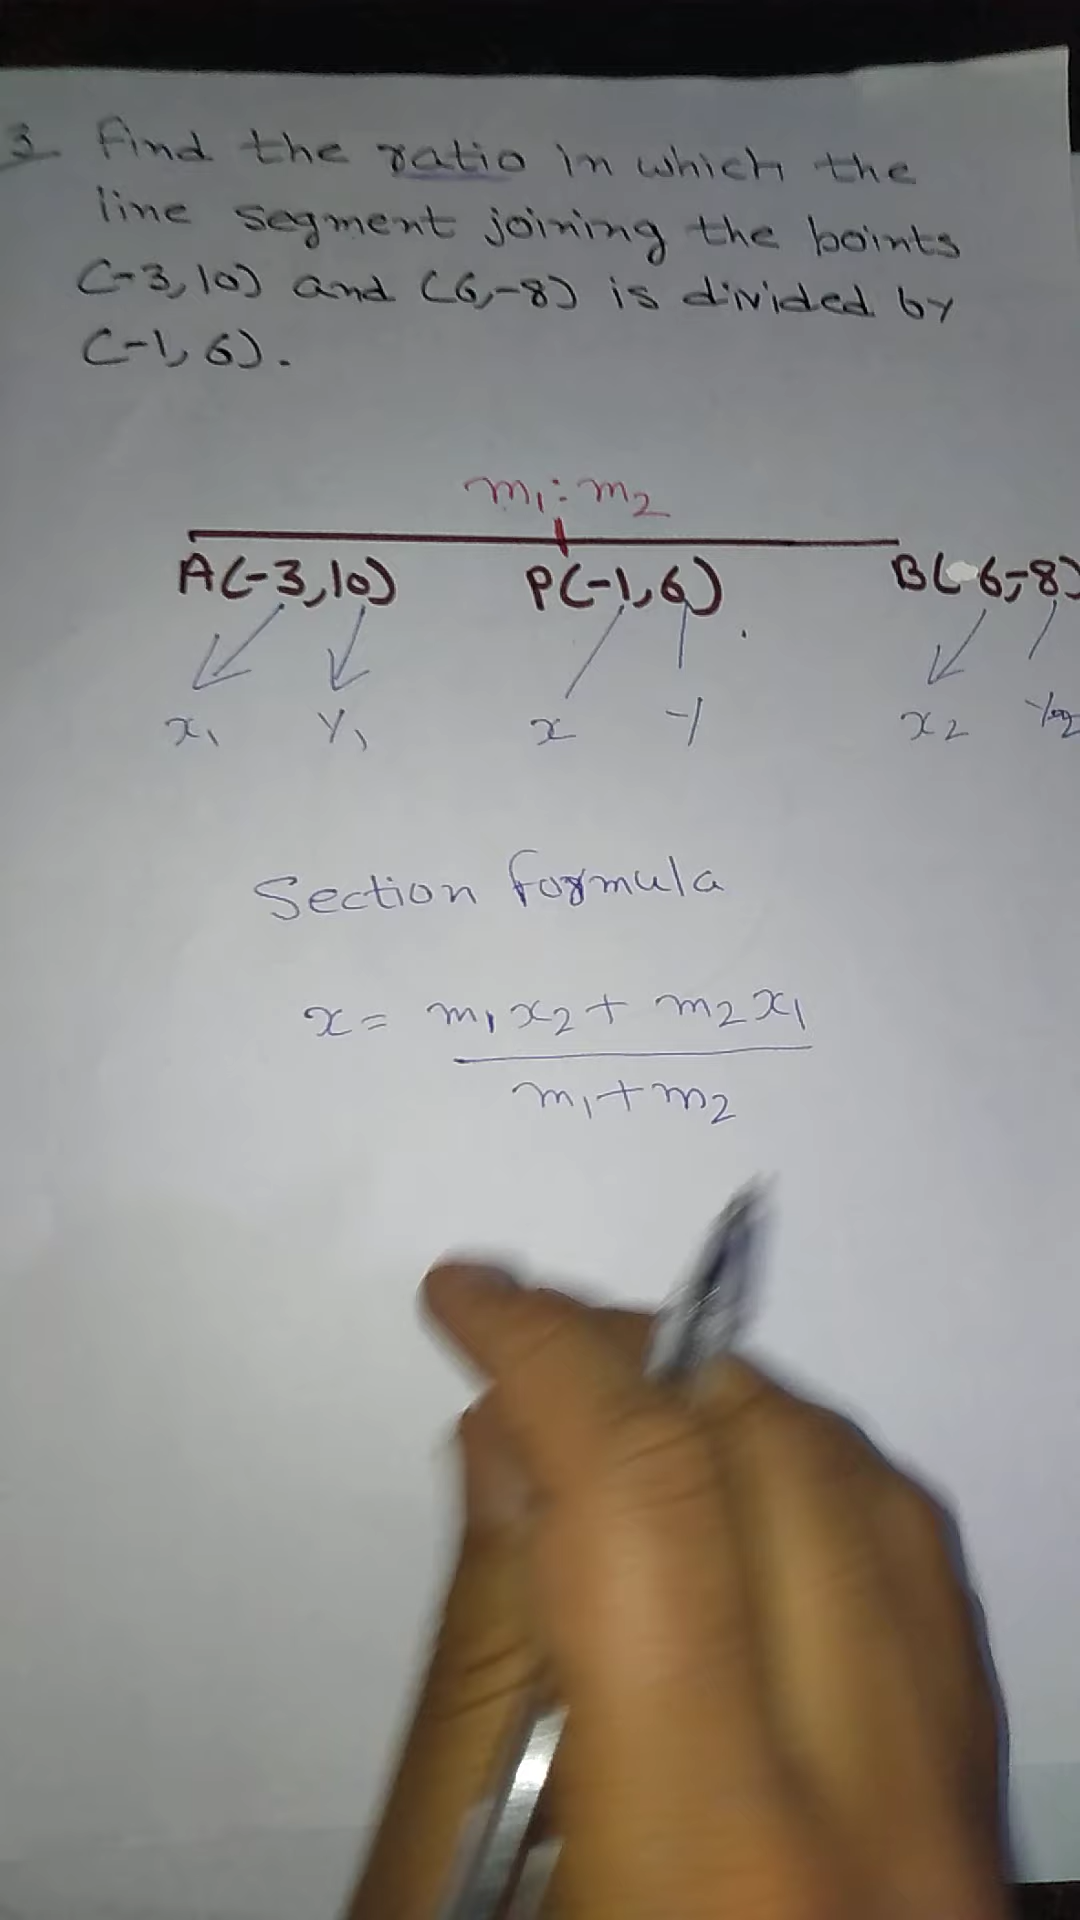 3 Find the ratio in which the
line segment joining the points
(-3,10) and (6,-8) is divided by
(-1,6).
m₁:m₂
A(-3,10) P(-1,6) B(6,-8)
x₁ y₁ x y x₂ y₂
Section formula
x = m₁x₂ + m₂x₁
m₁+m₂